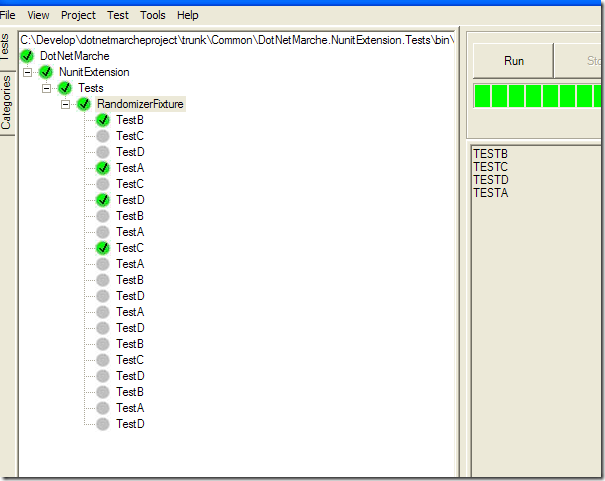 File View Project Test Tools Help
Tests
Categories
C:\Develop\dotnetmarcheproject\trunk\Common\DotNetMarche.NunitExtension.Tests\bin\
DotNetMarche
NunitExtension
Tests
RandomizerFixture
TestB
TestC
TestD
TestA
TestC
TestD
TestB
TestA
TestC
TestA
TestB
TestD
TestA
TestD
TestB
TestC
TestD
TestB
TestA
TestD
Run
TESTB
TESTC
TESTD
TESTA